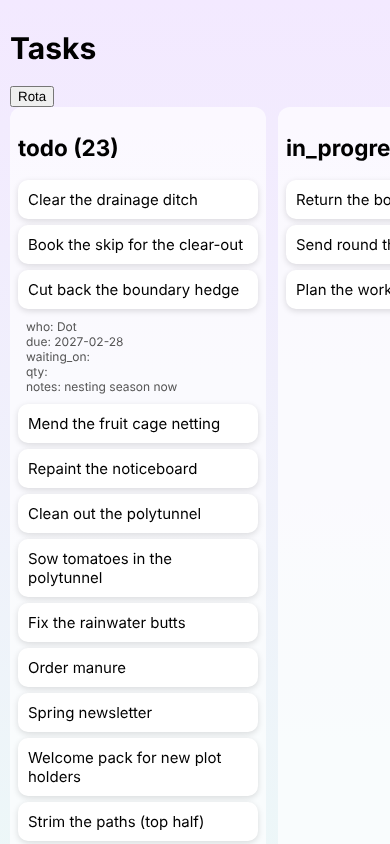 Tasks
Rota
todo (23)
Clear the drainage ditch
Book the skip for the clear-out
Cut back the boundary hedge
who: Dot
due: 2027-02-28
waiting_on:
qty:
notes: nesting season now
Mend the fruit cage netting
Repaint the noticeboard
Clean out the polytunnel
Sow tomatoes in the
polytunnel
Fix the rainwater butts
Order manure
Spring newsletter
Welcome pack for new plot
holders
Strim the paths (top half)
in_progre
Return the bo
Send round th
Plan the work